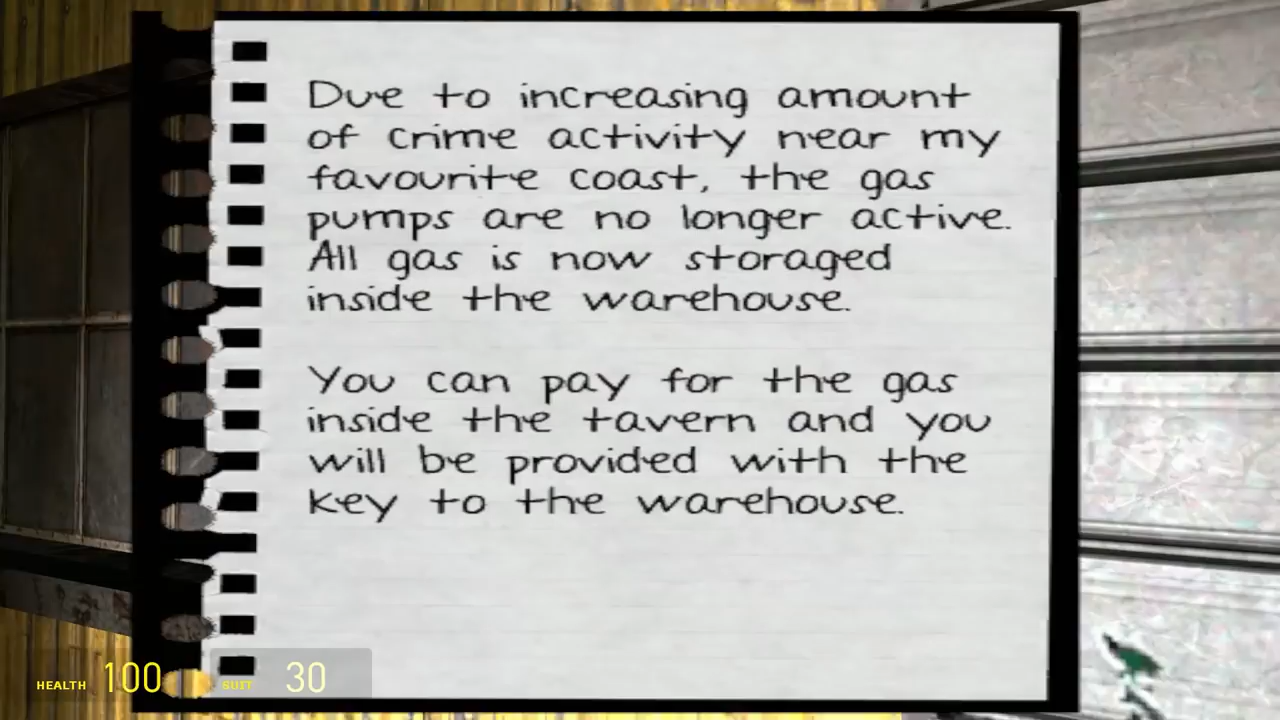 Due to increasing amount
of crime activity near my
favourite coast, the gas
pumps are no longer active.
All gas is now storaged
inside the warehouse.
You can pay for the gas
inside the tavern and you
will be provided with the
key to the warehouse.
HEALTH 100 SUIT 30